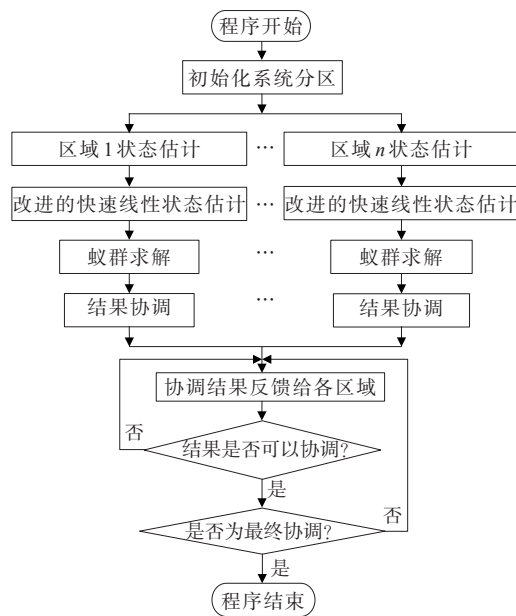 程序开始
初始化系统分区
区域1状态估计 … 区域n状态估计
改进的快速线性状态估计 … 改进的快速线性状态估计
蚁群求解 … 蚁群求解
结果协调 … 结果协调
协调结果反馈给各区域
否
结果是否可以协调?
是
否
是否为最终协调?
是
程序结束